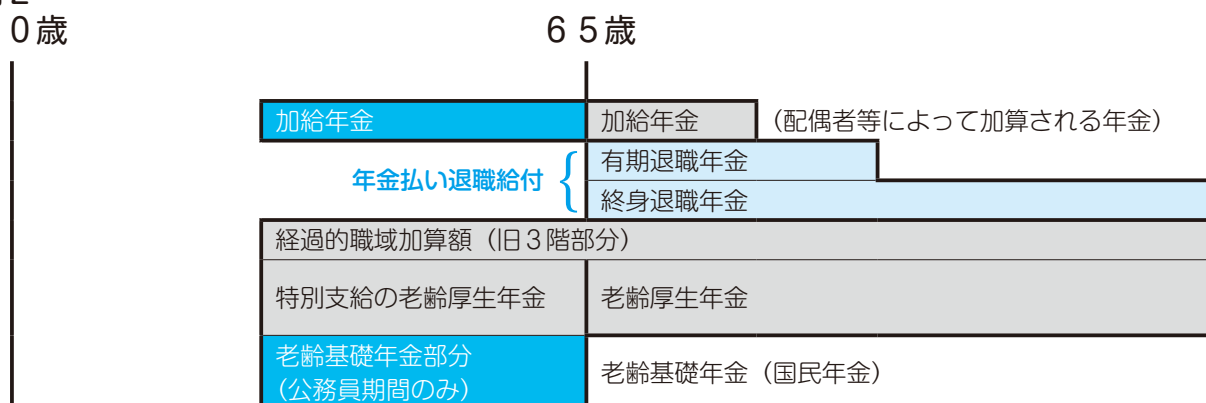 0歳
65歳
加給年金
加給年金
（配偶者等によって加算される年金）
年金払い退職給付
有期退職年金
終身退職年金
経過的職域加算額（旧3階部分）
特別支給の老齢厚生年金
老齢厚生年金
老齢基礎年金部分
（公務員期間のみ）
老齢基礎年金（国民年金）